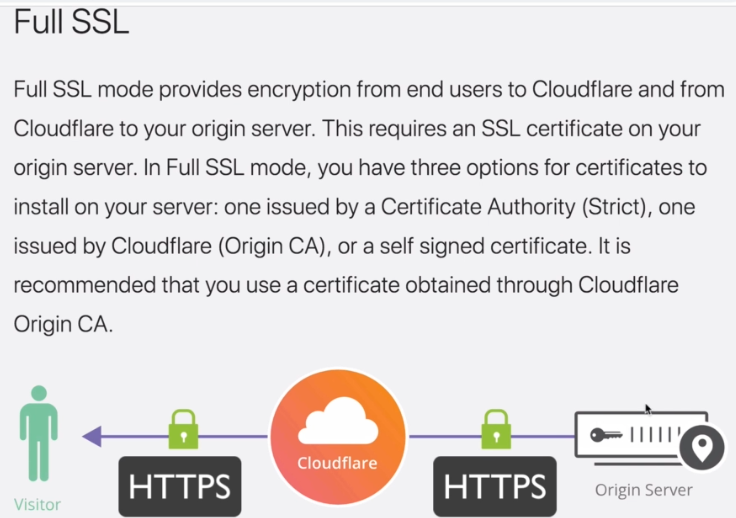 Full SSL
Full SSL mode provides encryption from end users to Cloudflare and from
Cloudflare to your origin server. This requires an SSL certificate on your
origin server. In Full SSL mode, you have three options for certificates to
install on your server: one issued by a Certificate Authority (Strict), one
issued by Cloudflare (Origin CA), or a self signed certificate. It is
recommended that you use a certificate obtained through Cloudflare
Origin CA.
Cloudflare
HTTPS
HTTPS
Visitor
Origin Server